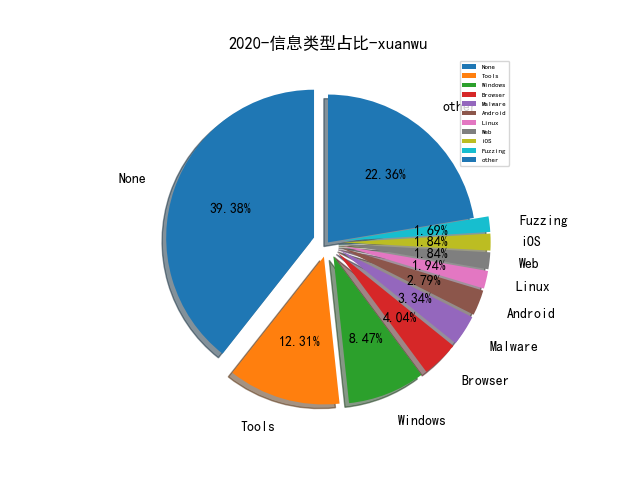 2020-信息类型占比-xuanwu
None
Tools
Windows
Browser
Malware
Android
Linux
Web
iOS
Fuzzing
other
other
22.36%
None
39.38%
Fuzzing
1.69%
iOS
1.84%
Web
1.84%
Linux
1.94%
Android
2.79%
Malware
3.34%
Browser
4.04%
Windows
8.47%
Tools
12.31%